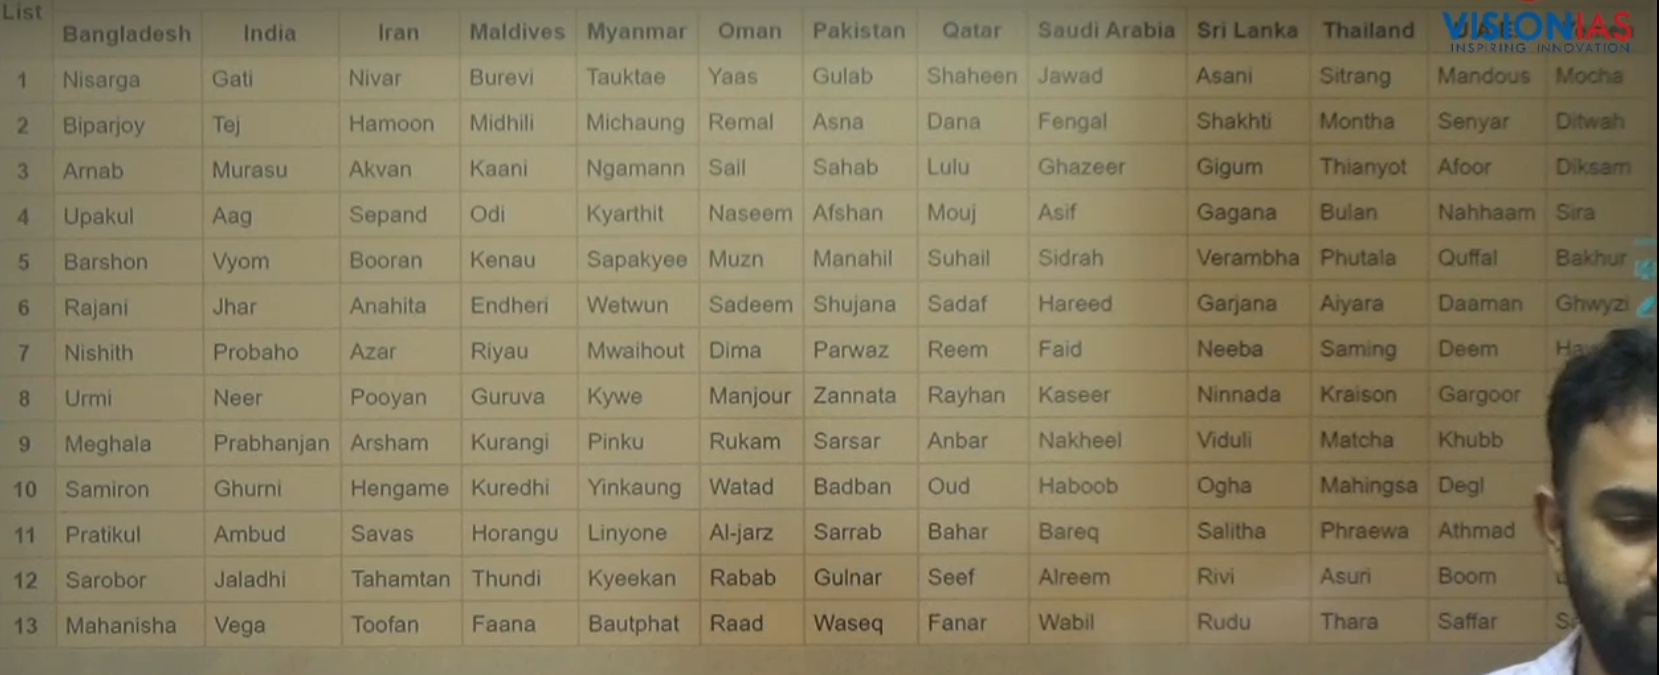 List
Bangladesh India Iran Maldives Myanmar Oman Pakistan Qatar Saudi Arabia Sri Lanka Thailand
VISIONIAS
INSPIRING INNOVATION
1 Nisarga Gati Nivar Burevi Tauktae Yaas Gulab Shaheen Jawad Asani Sitrang Mandous Mocha
2 Biparjoy Tej Hamoon Midhili Michaung Remal Asna Dana Fengal Shakhti Montha Senyar Ditwah
3 Arnab Murasu Akvan Kaani Ngamann Sail Sahab Lulu Ghazeer Gigum Thianyot Afoor Diksam
4 Upakul Aag Sepand Odi Kyarthit Naseem Afshan Mouj Asif Gagana Bulan Nahhaam Sira
5 Barshon Vyom Booran Kenau Sapakyee Muzn Manahil Suhail Sidrah Verambha Phutala Quffal Bakhur
6 Rajani Jhar Anahita Endheri Wetwun Sadeem Shujana Sadaf Hareed Garjana Aiyara Daaman Ghwyzi
7 Nishith Probaho Azar Riyau Mwaihout Dima Parwaz Reem Faid Neeba Saming Deem
8 Urmi Neer Pooyan Guruva Kywe Manjour Zannata Rayhan Kaseer Ninnada Kraison Gargoor
9 Meghala Prabhanjan Arsham Kurangi Pinku Rukam Sarsar Anbar Nakheel Viduli Matcha Khubb
10 Samiron Ghurni Hengame Kuredhi Yinkaung Watad Badban Oud Haboob Ogha Mahingsa Degl
11 Pratikul Ambud Savas Horangu Linyone Al-jarz Sarrab Bahar Bareq Salitha Phraewa Athmad
12 Sarobor Jaladhi Tahamtan Thundi Kyeekan Rabab Gulnar Seef Alreem Rivi Asuri Boom
13 Mahanisha Vega Toofan Faana Bautphat Raad Waseq Fanar Wabil Rudu Thara Saffar